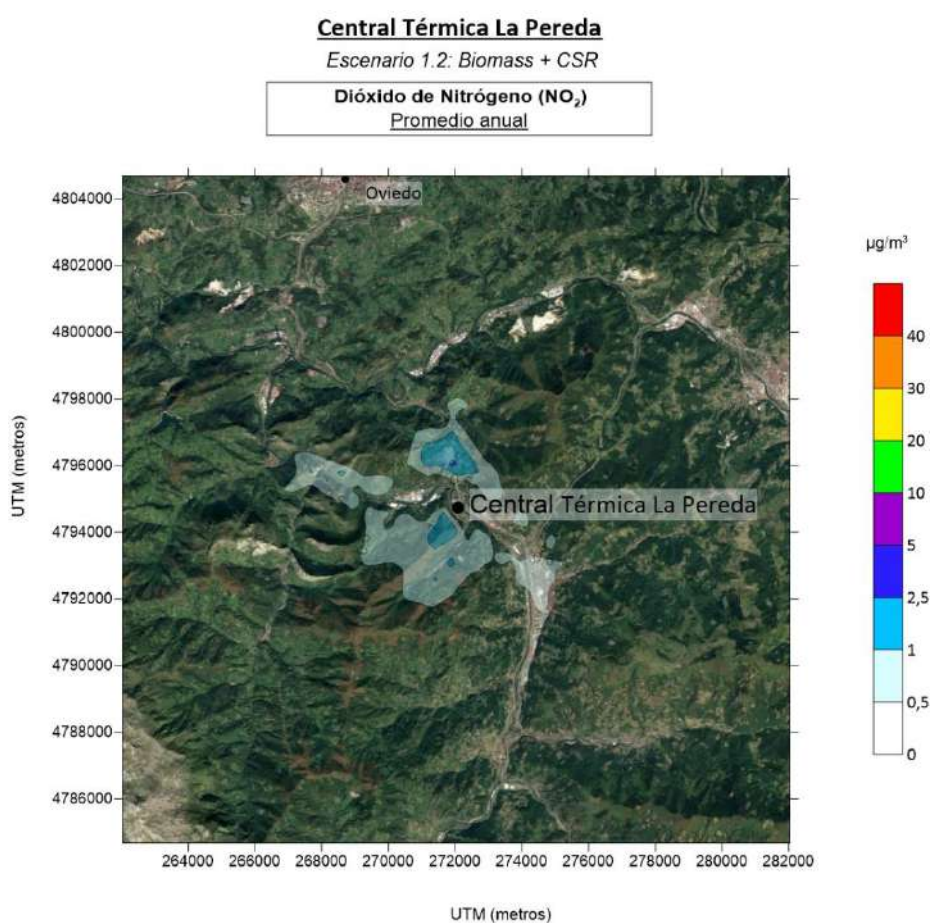 Central Térmica La Pereda
Escenario 1.2: Biomass + CSR
Dióxido de Nitrógeno (NO₂)
Promedio anual
4804000
4802000
4800000
4798000
4796000
4794000
4792000
4790000
4788000
4786000
UTM (metros)
Oviedo
Central Térmica La Pereda
264000 266000 268000 270000 272000 274000 276000 278000 280000 282000
UTM (metros)
µg/m³
40
30
20
10
5
2,5
1
0,5
0